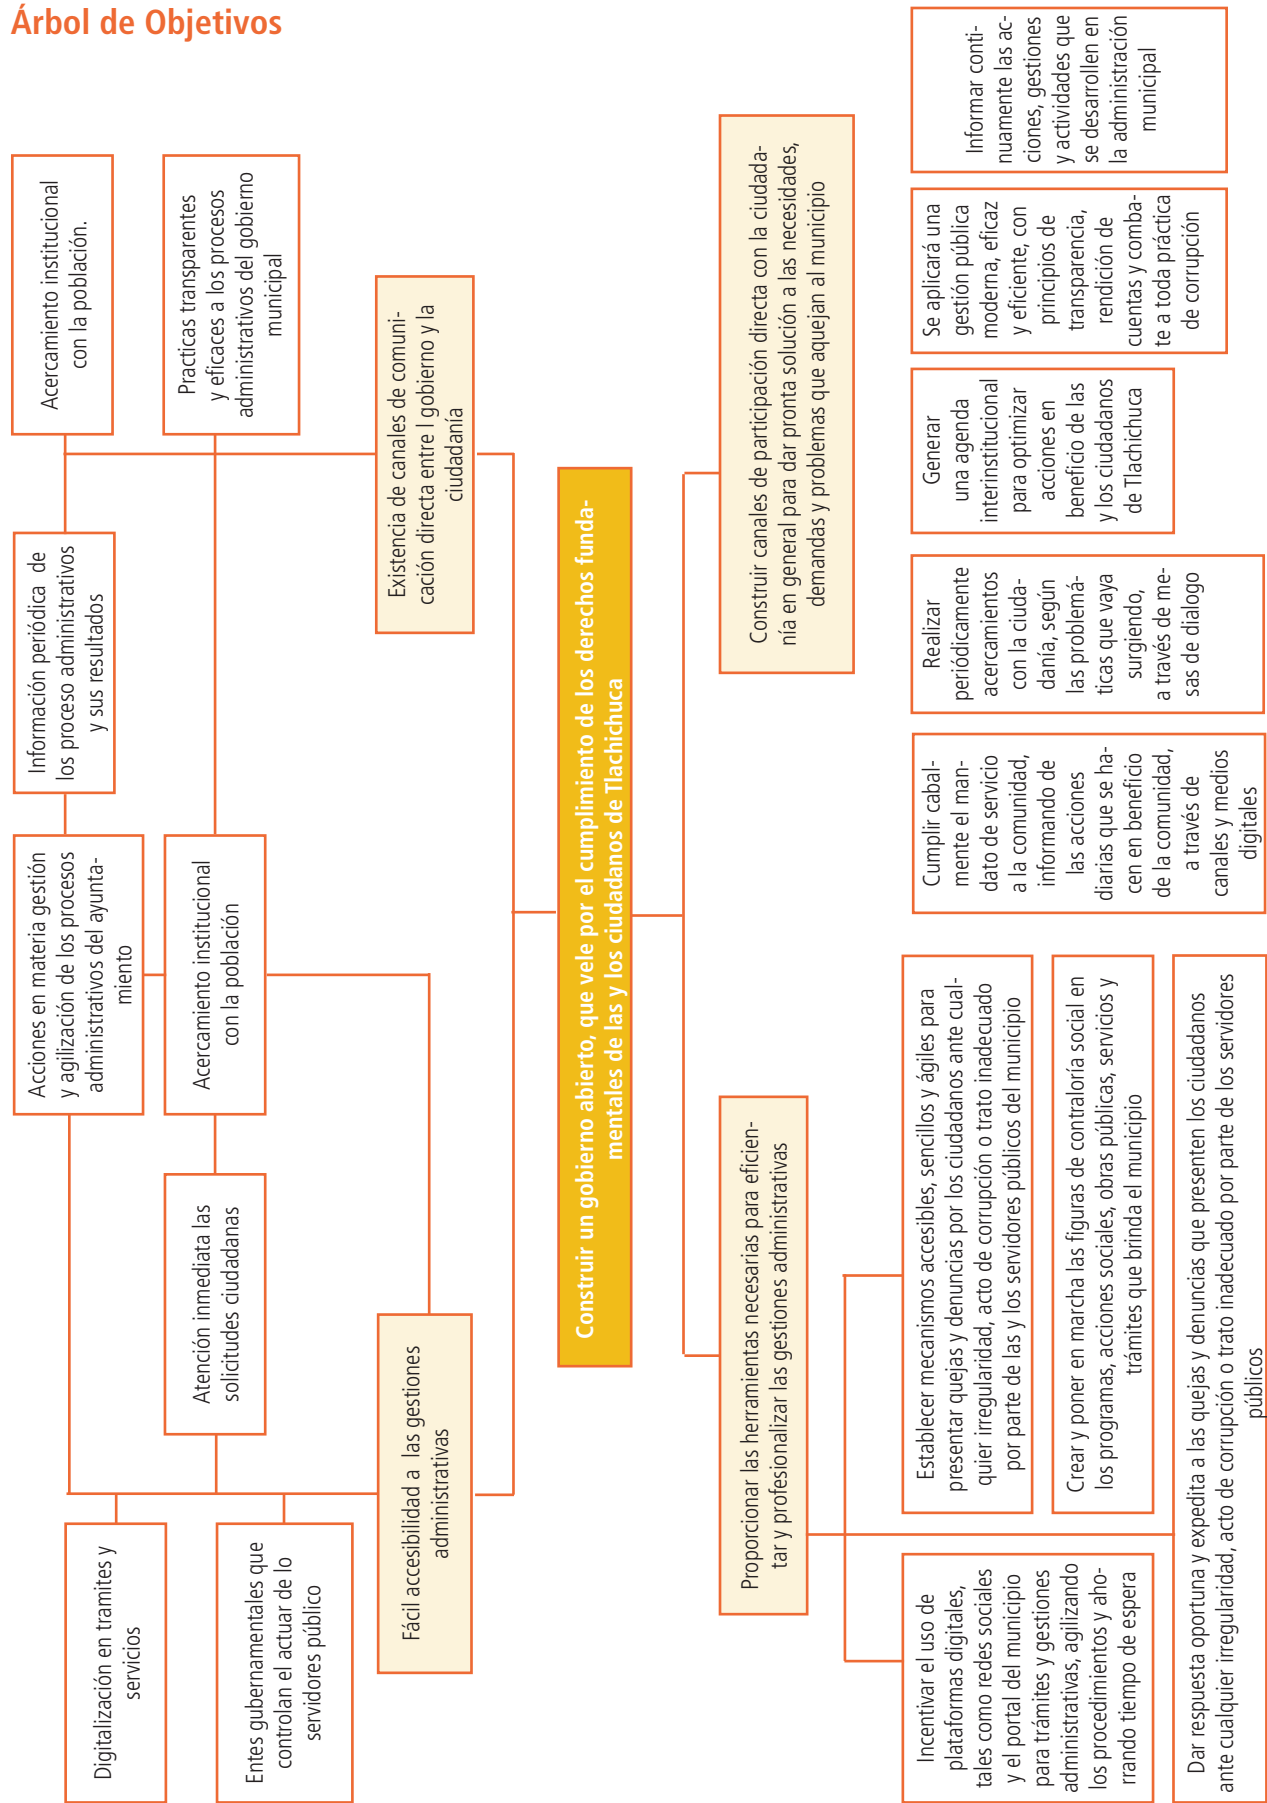 Árbol de Objetivos
Digitalización en tramites y
servicios
Entes gubernamentales que
controlan el actuar de lo
servidores público
Acciones en materia gestión
y agilización de los procesos
administrativos del ayunta-
miento
Información periódica  de
los proceso administrativos
y sus resultados
Acercamiento institucional
con la población.
Atención inmediata las
solicitudes ciudadanas
Acercamiento institucional
con la población
Practicas transparentes
y eficaces a los procesos
administrativos del gobierno
municipal
Fácil accesibilidad a  las gestiones
administrativas
Existencia de canales de comuni-
cación directa entre l gobierno y la
ciudadanía
Construir un gobierno abierto, que vele por el cumplimiento de los derechos funda-
mentales de las y los ciudadanos de Tlachichuca
Proporcionar las herramientas necesarias para eficien-
tar y profesionalizar las gestiones administrativas
Construir canales de participación directa con la ciudada-
nía en general para dar pronta solución a las necesidades,
demandas y problemas que aquejan al municipio
Incentivar el uso de
plataformas digitales,
tales como redes sociales
y el portal del municipio
para trámites y gestiones
administrativas, agilizando
los procedimientos y aho-
rrando tiempo de espera
Establecer mecanismos accesibles, sencillos y ágiles para
presentar quejas y denuncias por los ciudadanos ante cual-
quier irregularidad, acto de corrupción o trato inadecuado
por parte de las y los servidores públicos del municipio
Crear y poner en marcha las figuras de contraloría social en
los programas, acciones sociales, obras públicas, servicios y
trámites que brinda el municipio
Dar respuesta oportuna y expedita a las quejas y denuncias que presenten los ciudadanos
ante cualquier irregularidad, acto de corrupción o trato inadecuado por parte de los servidores
públicos
Cumplir cabal-
mente el man-
dato de servicio
a la comunidad,
informando de
las acciones
diarias que se ha-
cen en beneficio
de la comunidad,
a través de
canales y medios
digitales
Realizar
periódicamente
acercamientos
con la ciuda-
danía, según
las problemá-
ticas que vaya
surgiendo,
a través de me-
sas de dialogo
Generar
una agenda
interinstitucional
para optimizar
acciones en
beneficio de las
y los ciudadanos
de Tlachichuca
Se aplicará una
gestión pública
moderna, eficaz
y eficiente, con
principios de
transparencia,
rendición de
cuentas y comba-
te a toda práctica
de corrupción
Informar conti-
nuamente las ac-
ciones, gestiones
y actividades que
se desarrollen en
la administración
municipal